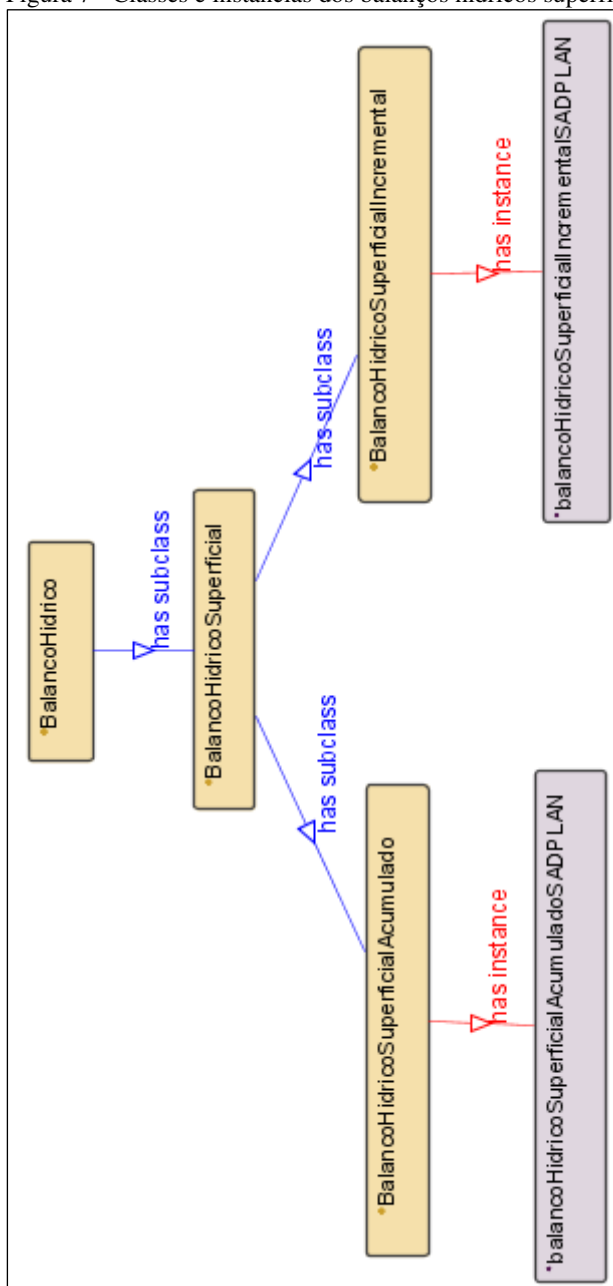 Figura 7 - Classes e instâncias dos balanços hídricos superfi
BalancoHidrico
has subclass
BalancoHidricoSuperficial
has subclass
has subclass
BalancoHidricoSuperficialAcumulado
BalancoHidricoSuperficialIncremental
has instance
has instance
balancoHidricoSuperficialAcumuladoSADPLAN
balancoHidricoSuperficialIncrementalSADPLAN